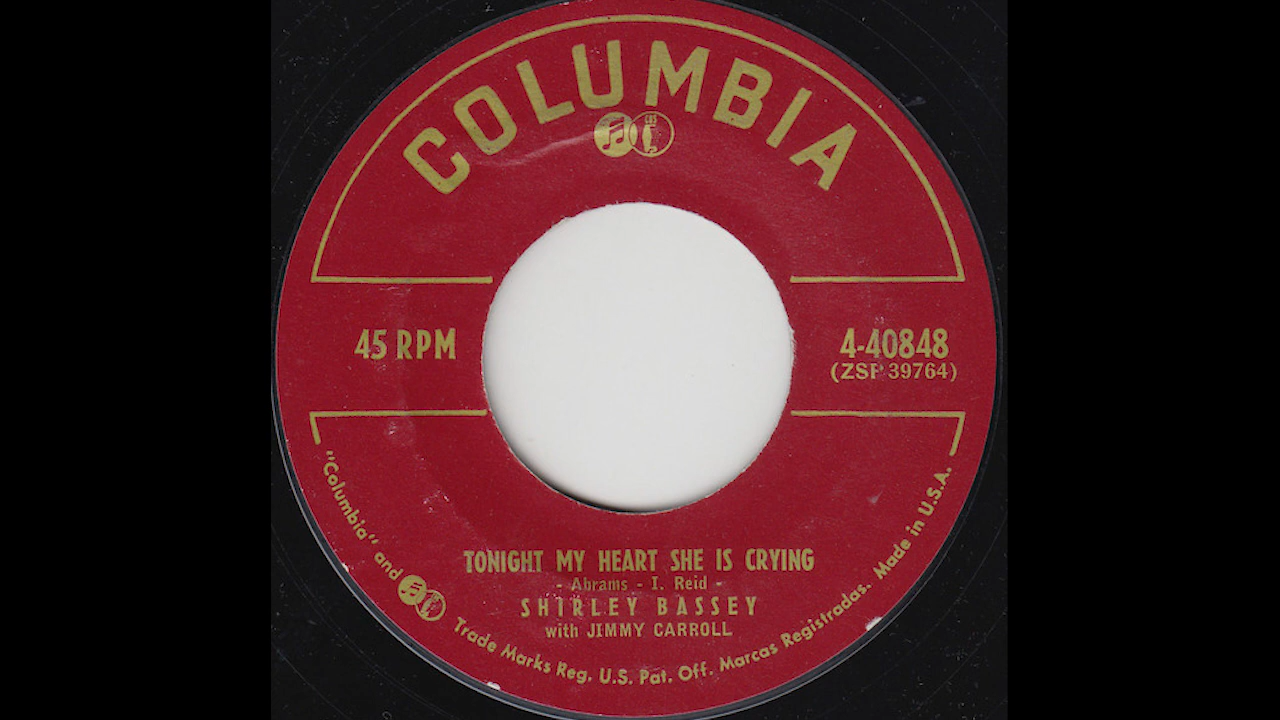 COLUMBIA
CBS
45 RPM
4-40848
(ZSP 39764)
TONIGHT MY HEART SHE IS CRYING
- Abrams - I. Reid -
SHIRLEY BASSEY
with JIMMY CARROLL
"Columbia" and Trade Marks Reg. U.S. Pat. Off. Marcas Registradas. Made in U.S.A.